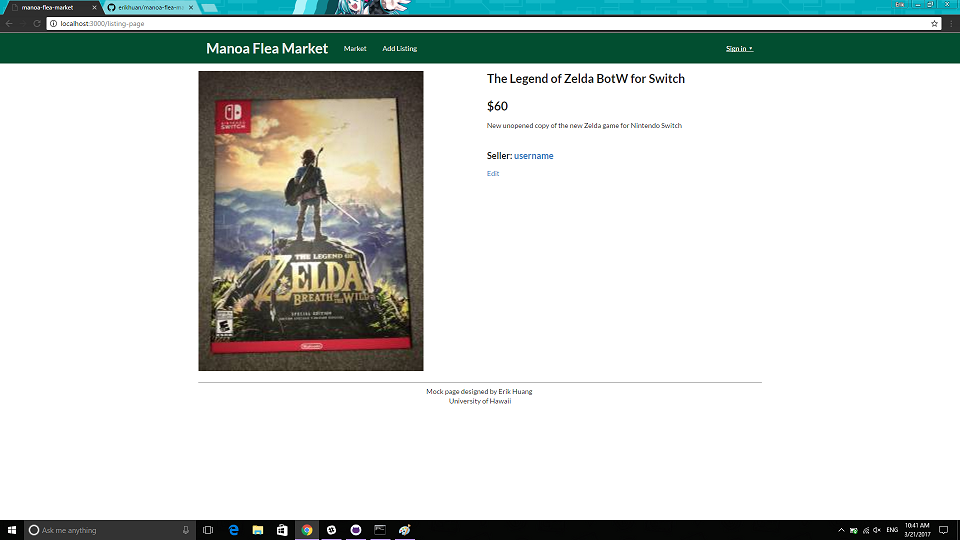 manoa-flea-market
erikhuan/manoa-flea-m
Erik
localhost:3000/listing-page
Manoa Flea Market
Market
Add Listing
Sign in
The Legend of Zelda BotW for Switch
$60
New unopened copy of the new Zelda game for Nintendo Switch
Seller: username
Edit
NINTENDO
SWITCH
THE LEGEND OF
ZELDA
BREATH OF
THE WILD
SPECIAL EDITION
Nintendo
Mock page designed by Erik Huang
University of Hawaii
Ask me anything
ENG
10:41 AM
3/21/2017